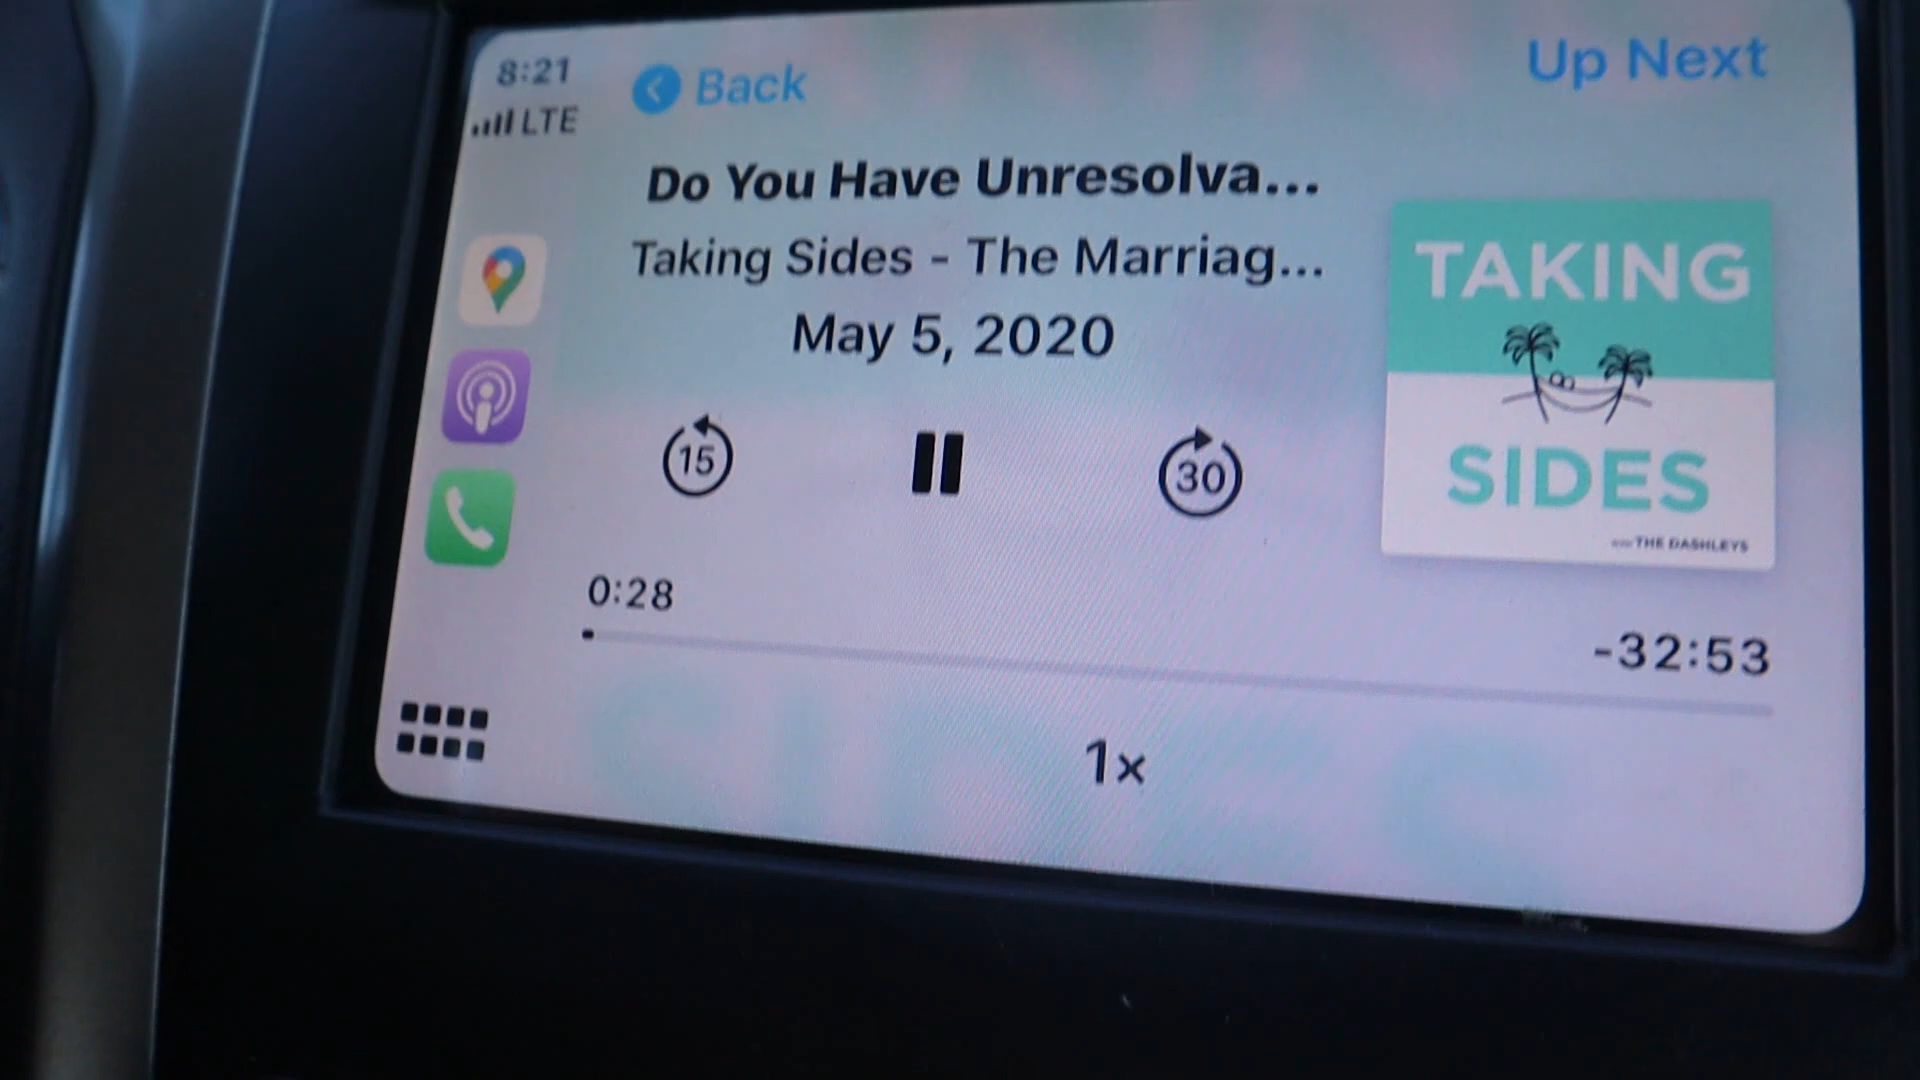 8:21
LTE
Back
Up Next
Do You Have Unresolva...
Taking Sides - The Marriag...
May 5, 2020
15
30
TAKING
SIDES
THE DASHLEYS
0:28
-32:53
1x